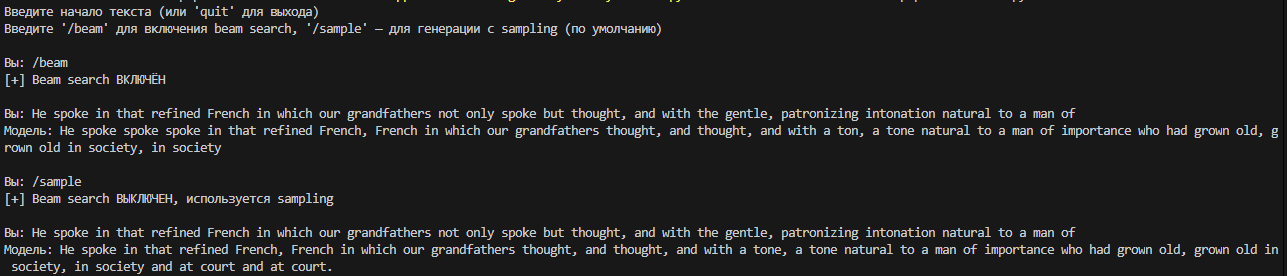 Введите начало текста (или 'quit' для выхода)
Введите '/beam' для включения beam search, '/sample' — для генерации с sampling (по умолчанию)
Вы: /beam
[+] Beam search ВКЛЮЧЁН
Вы: He spoke in that refined French in which our grandfathers not only spoke but thought, and with the gentle, patronizing intonation natural to a man of
Модель: He spoke spoke spoke in that refined French, French in which our grandfathers thought, and thought, and with a ton, a tone natural to a man of importance who had grown old, g
rown old in society, in society
Вы: /sample
[+] Beam search ВЫКЛЮЧЕН, используется sampling
Вы: He spoke in that refined French in which our grandfathers not only spoke but thought, and with the gentle, patronizing intonation natural to a man of
Модель: He spoke in that refined French, French in which our grandfathers thought, and thought, and with a tone, a tone natural to a man of importance who had grown old, grown old in
society, in society and at court and at court.